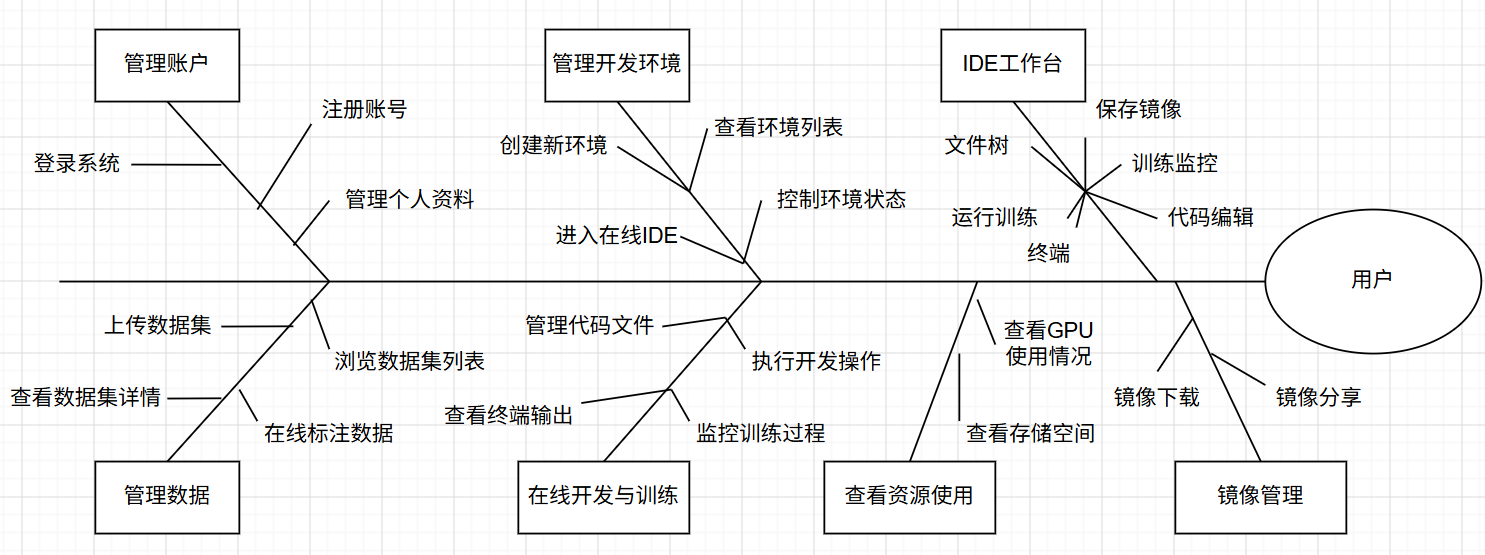 管理账户
管理开发环境
IDE工作台
注册账号
保存镜像
查看环境列表
创建新环境
文件树
登录系统
训练监控
管理个人资料
控制环境状态
运行训练
代码编辑
进入在线IDE
终端
用户
上传数据集
管理代码文件
查看GPU
使用情况
浏览数据集列表
执行开发操作
查看数据集详情
镜像下载
镜像分享
查看终端输出
在线标注数据
监控训练过程
查看存储空间
管理数据
在线开发与训练
查看资源使用
镜像管理